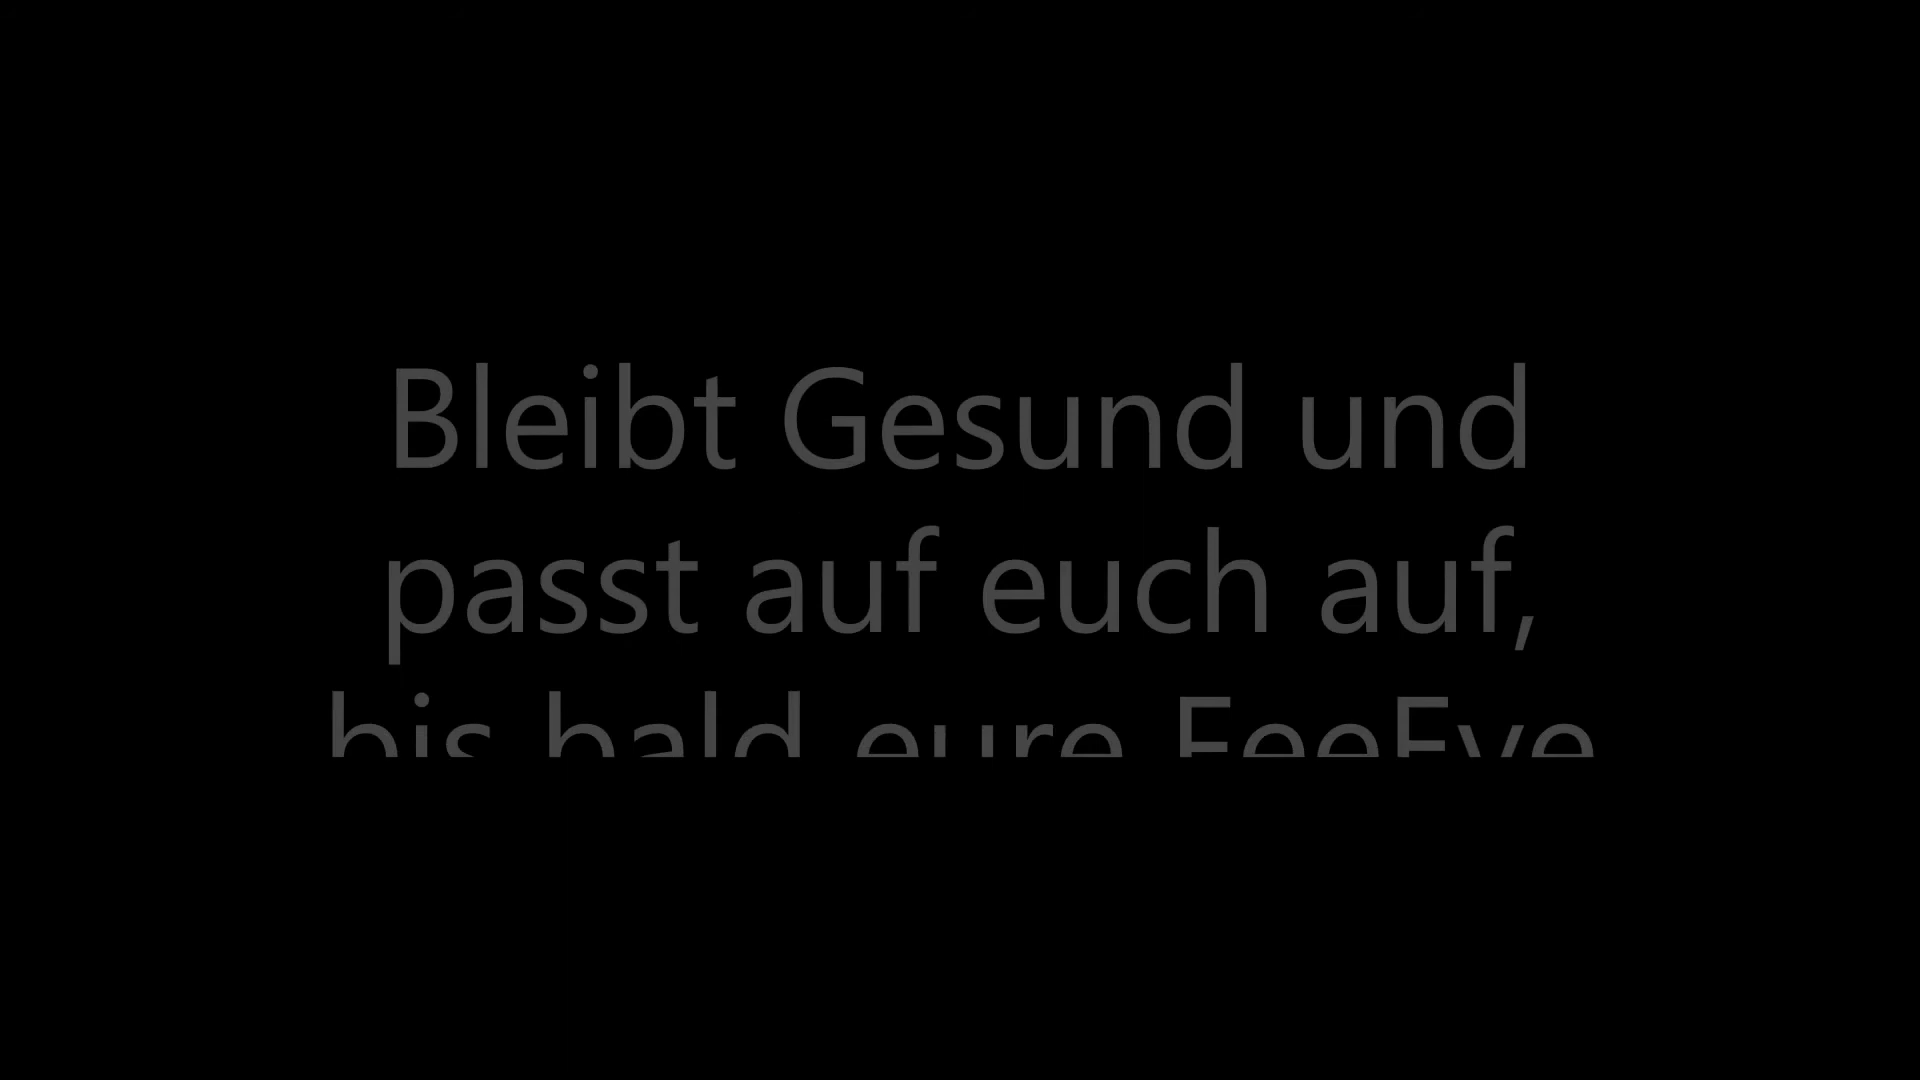 Bleibt Gesund und
passt auf euch auf,
bis bald eure